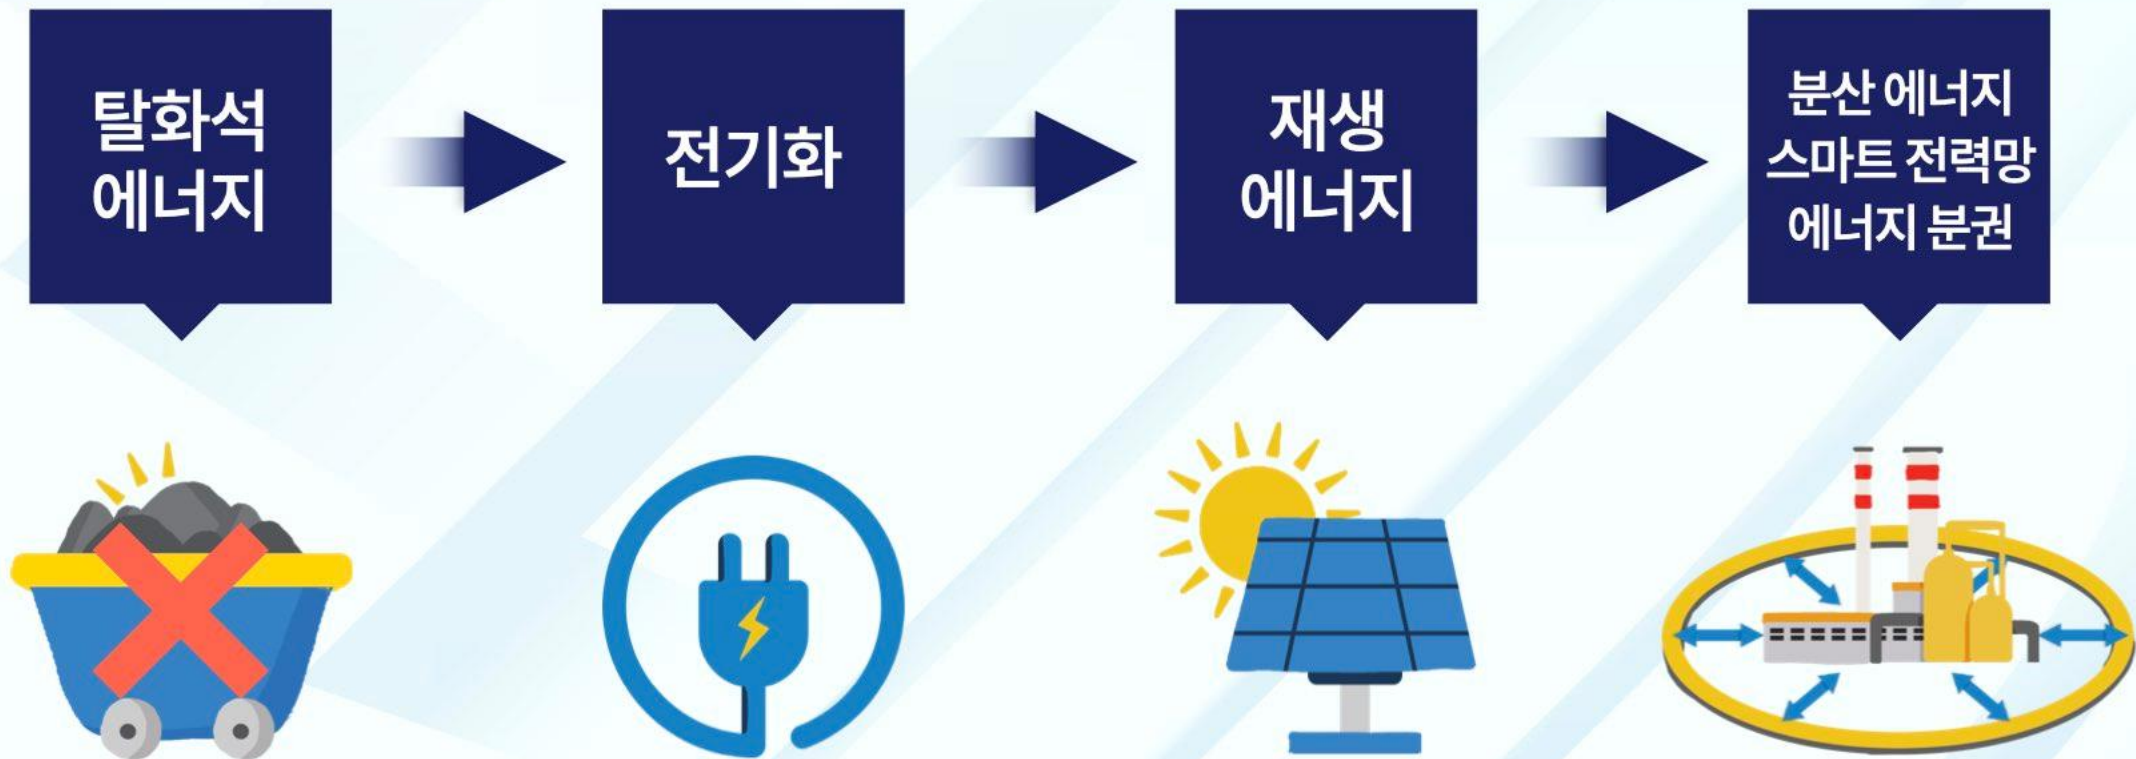 탈화석
에너지
전기화
재생
에너지
분산 에너지
스마트 전력망
에너지 분권